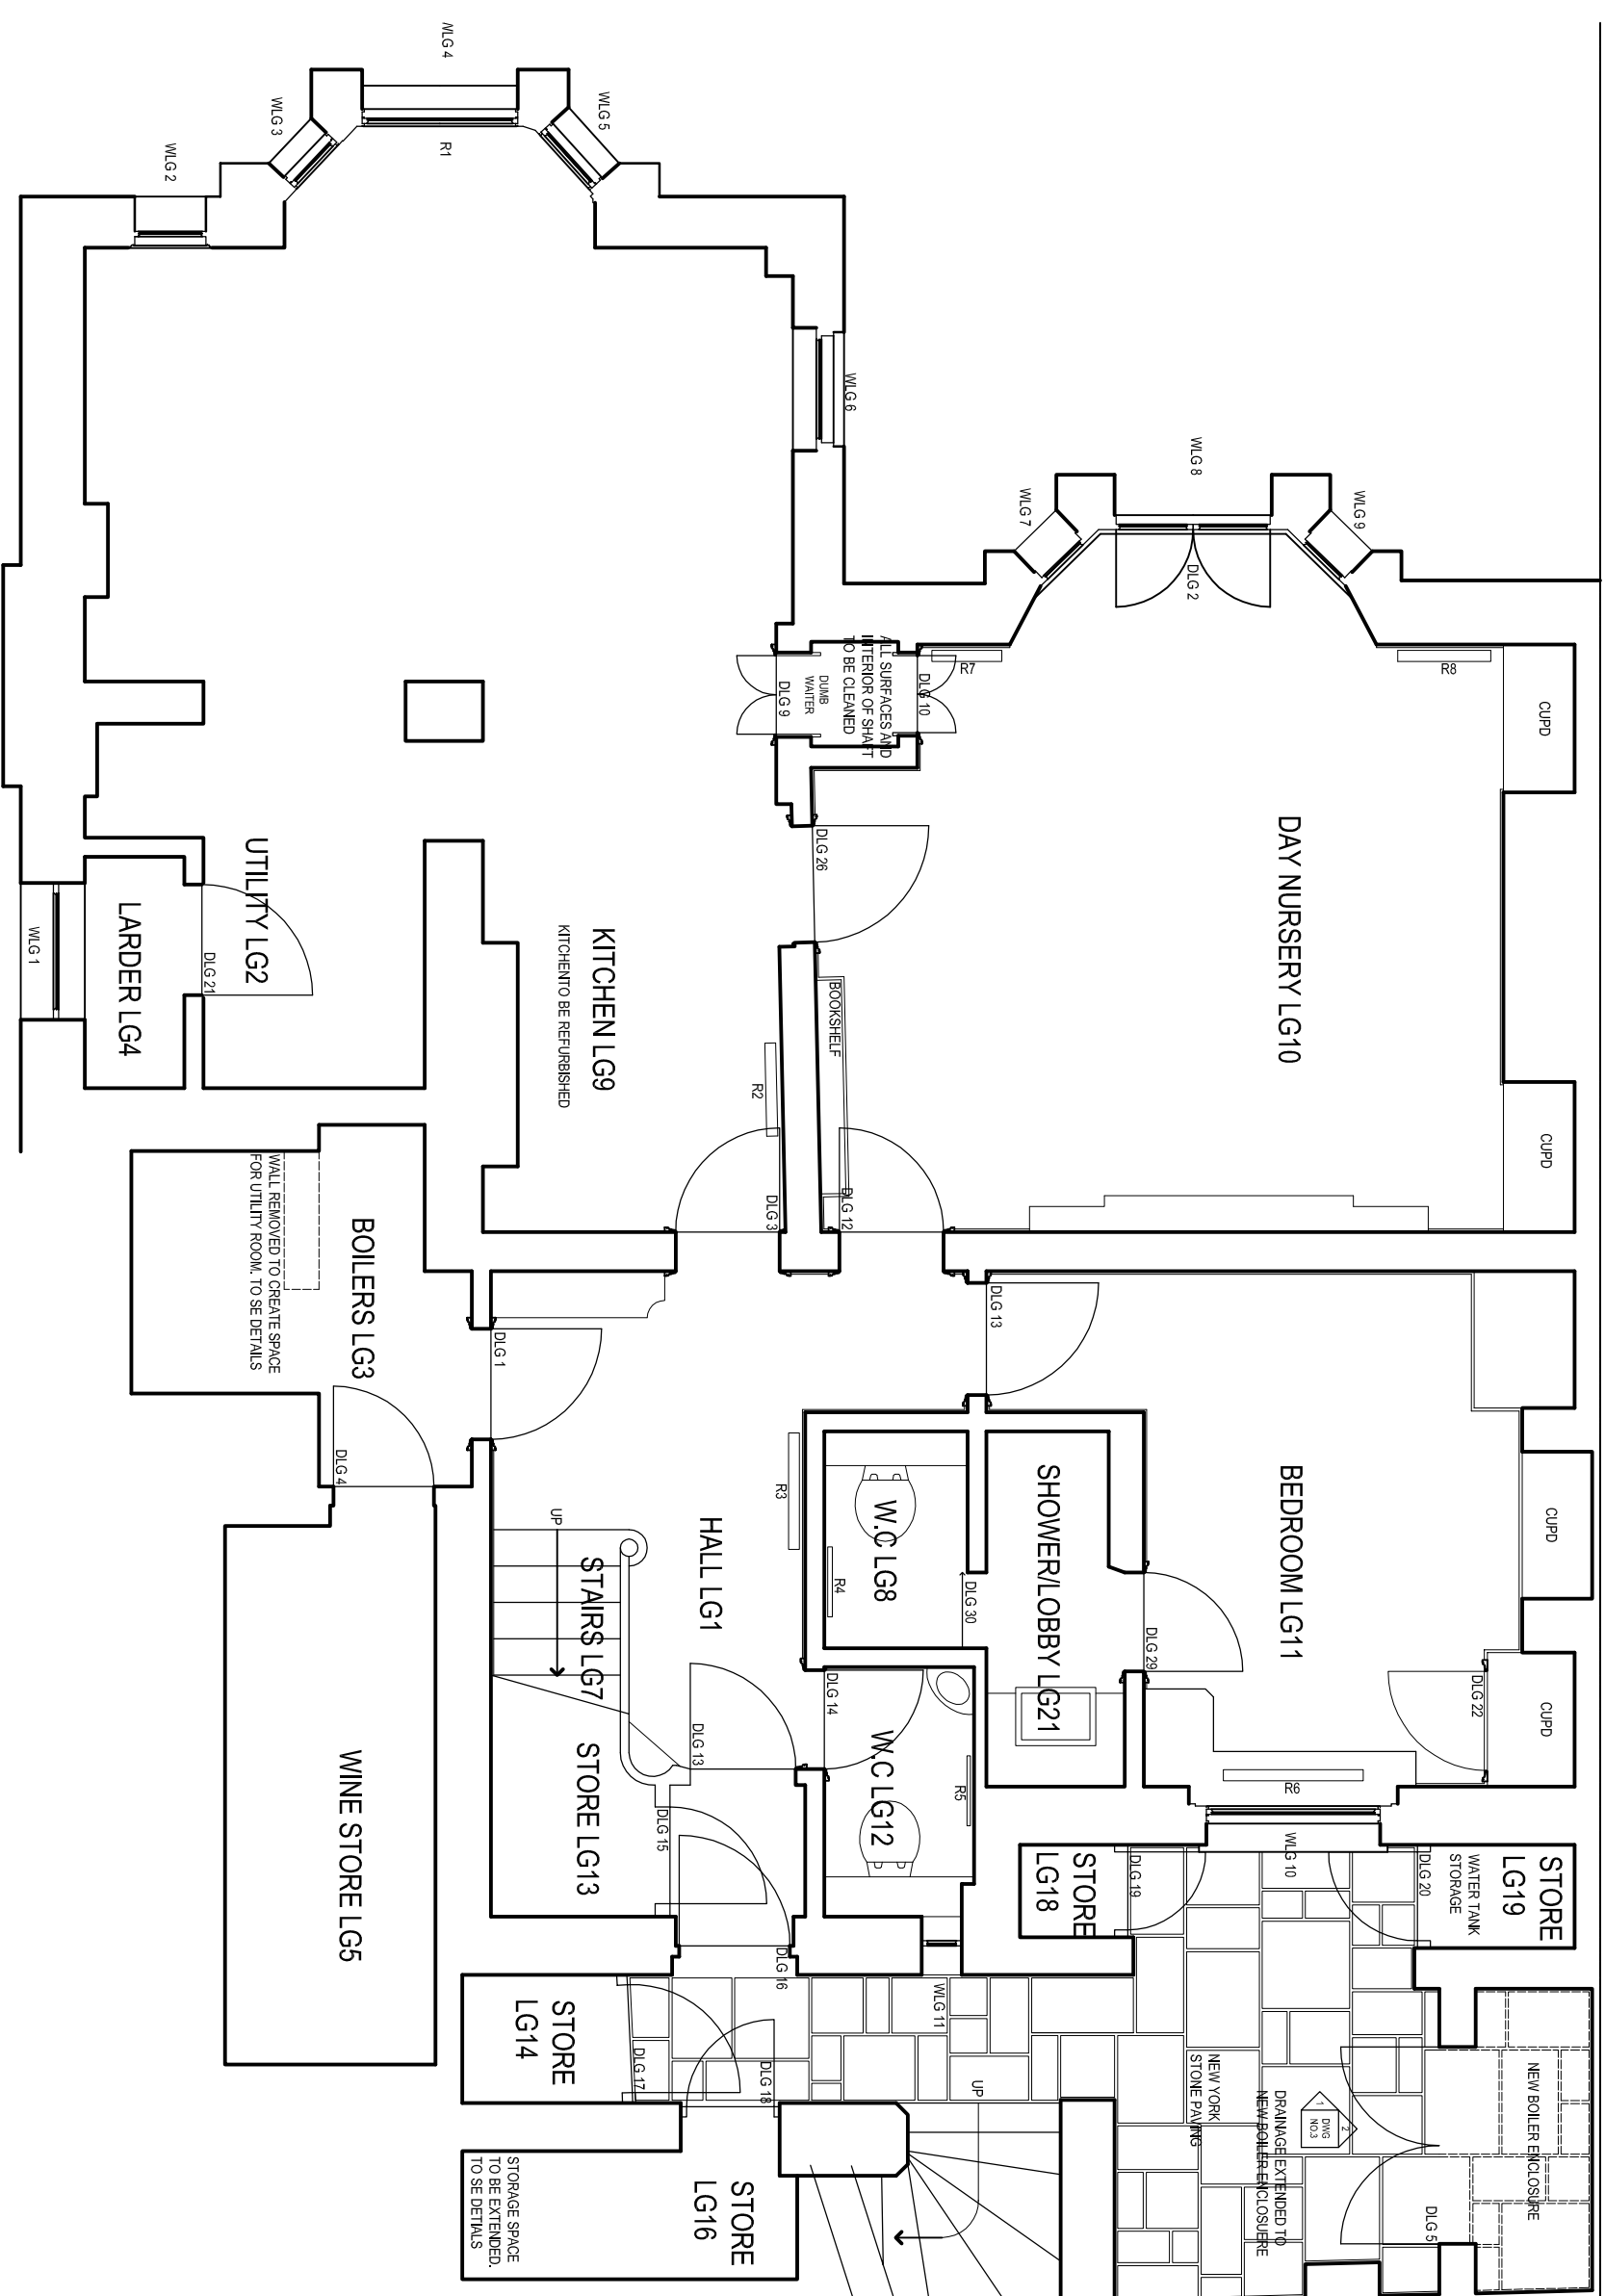 CUPD
CUPD
CUPD
CUPD
STORE
LG19
WATER TANK
STORAGE
NEW BOILER ENCLOSURE
R8
DLG 22
DLG 20
DLG 5
WLG 9
DAY NURSERY LG10
BEDROOM LG11
R6
WLG 10
DWG
NO.3
1
2
DRAINAGE EXTENDED TO
NEW BOILER ENCLOSUERE
NEW YORK
STONE PAVING
WLG 8
DLG 2
DLG 29
DLG 19
STORE
LG18
SHOWER/LOBBY LG21
WLG 7
R7
DLG 13
DLG 30
R5
UP
WLG 11
DLG 10
ALL SURFACES AND
INTERIOR OF SHAFT
TO BE CLEANED
W.C LG8
W.C LG12
WLG 6
DUMB
WAITER
DLG 9
DLG 26
BOOKSHELF
DLG 12
R4
DLG 14
R2
DLG 3
R3
DLG 16
DLG 18
STORE
LG16
HALL LG1
DLG 13
DLG 15
DLG 17
WLG 5
KITCHEN LG9
KITCHENTO BE REFURBISHED
STAIRS LG7
UP
STORE LG13
STORE
LG14
STORAGE SPACE
TO BE EXTENDED.
TO SE DETIALS
DLG 1
WLG 4
R1
BOILERS LG3
DLG 4
WINE STORE LG5
WLG 3
WALL REMOVED TO CREATE SPACE
FOR UTILITY ROOM. TO SE DETAILS
UTILITY LG2
DLG 21
WLG 2
LARDER LG4
WLG 1